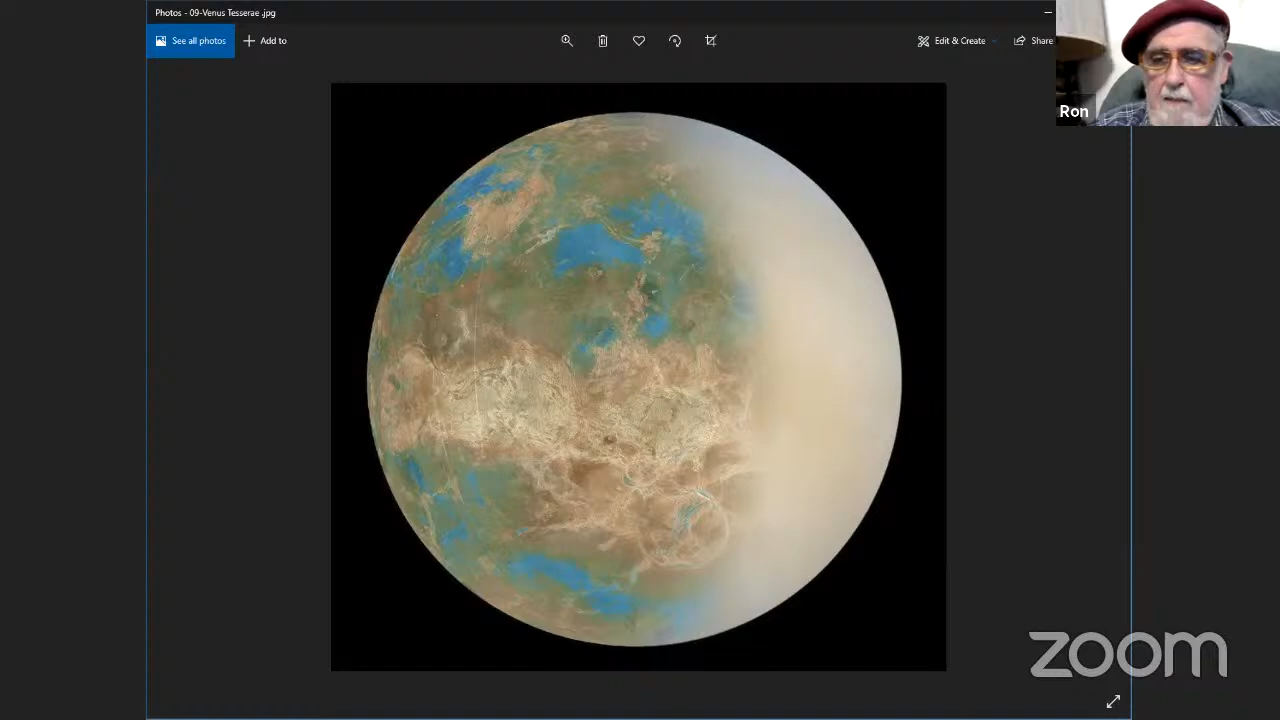 Photos - 09-Venus Tesserae .jpg
See all photos
Add to
Edit & Create
Share
Ron
zoom